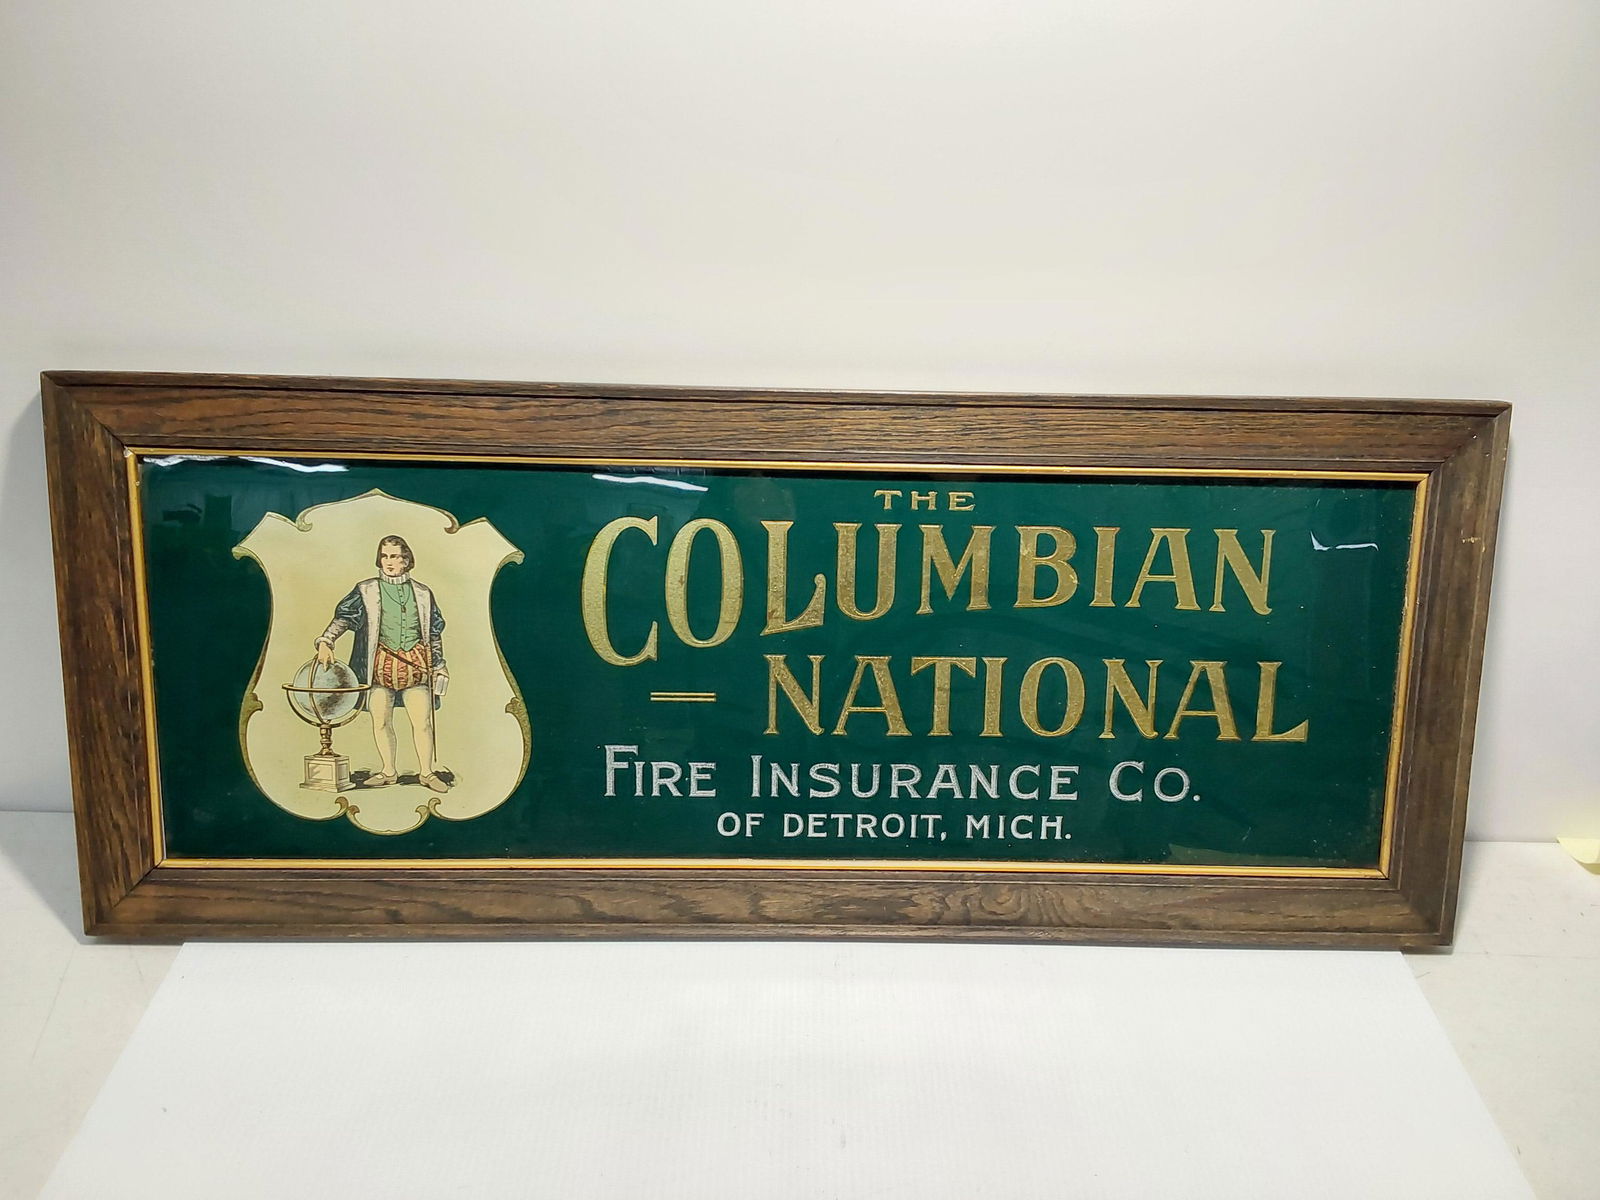 THE
COLUMBIAN
NATIONAL
FIRE INSURANCE CO.
OF DETROIT, MICH.